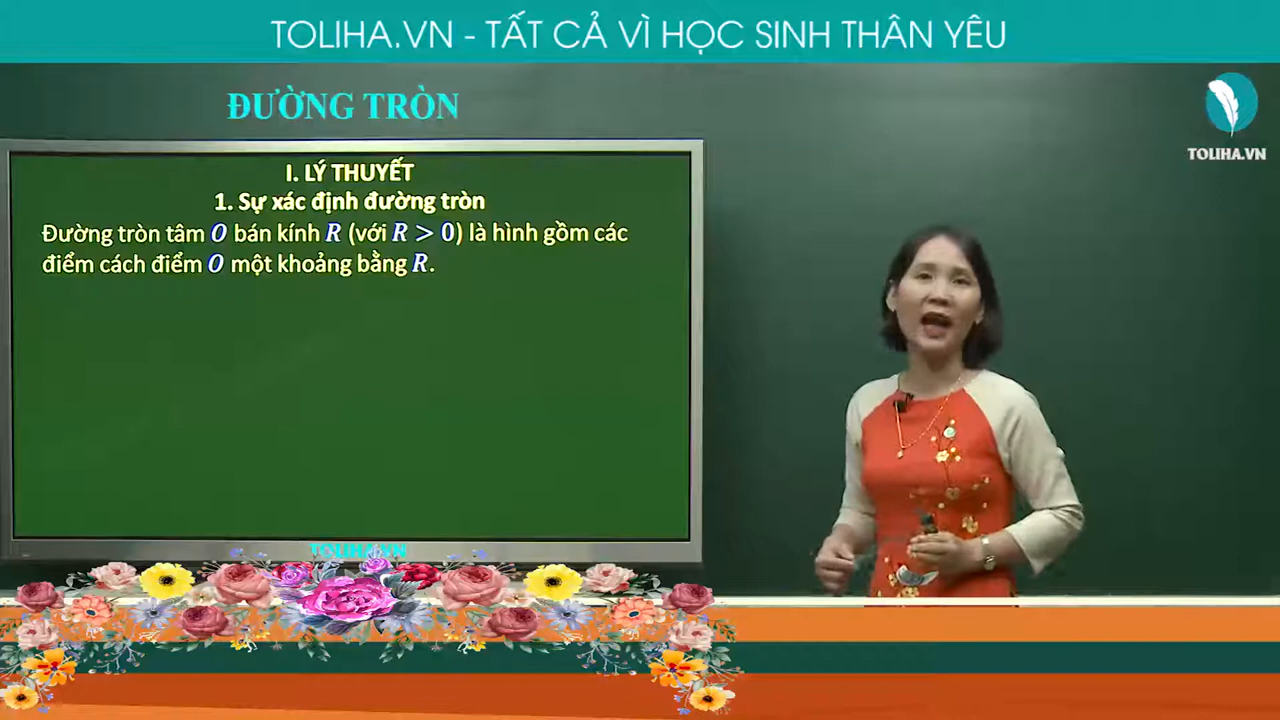 TOLIHA.VN - TẤT CẢ VÌ HỌC SINH THÂN YÊU
ĐƯỜNG TRÒN
TOLIHA.VN
I. LÝ THUYẾT
1. Sự xác định đường tròn
Đường tròn tâm O bán kính R (với R > 0) là hình gồm các
điểm cách điểm O một khoảng bằng R.
TOLIHA.VN